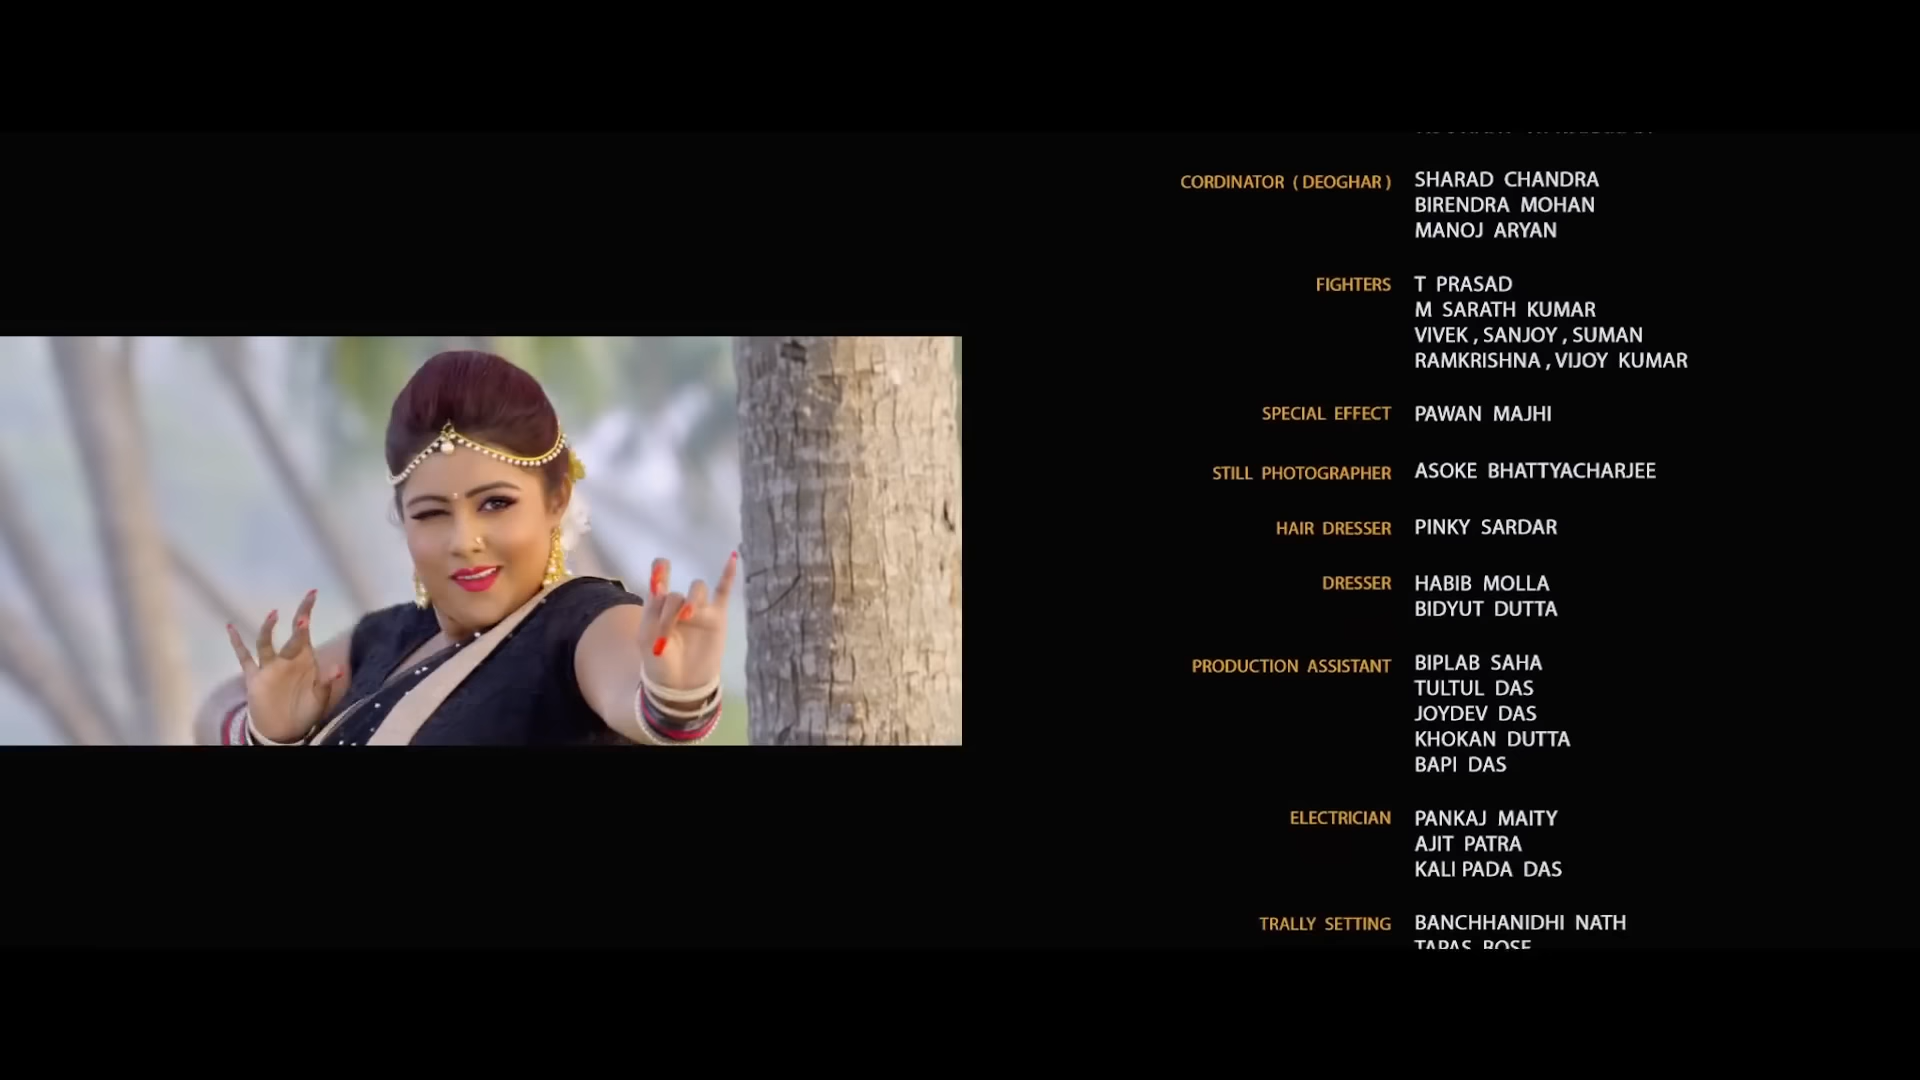 CORDINATOR ( DEOGHAR ) SHARAD CHANDRA
BIRENDRA MOHAN
MANOJ ARYAN
FIGHTERS T PRASAD
M SARATH KUMAR
VIVEK , SANJOY , SUMAN
RAMKRISHNA , VIJOY KUMAR
SPECIAL EFFECT PAWAN MAJHI
STILL PHOTOGRAPHER ASOKE BHATTYACHARJEE
HAIR DRESSER PINKY SARDAR
DRESSER HABIB MOLLA
BIDYUT DUTTA
PRODUCTION ASSISTANT BIPLAB SAHA
TULTUL DAS
JOYDEV DAS
KHOKAN DUTTA
BAPI DAS
ELECTRICIAN PANKAJ MAITY
AJIT PATRA
KALI PADA DAS
TRALLY SETTING BANCHHANIDHI NATH
TAPAS BOSE